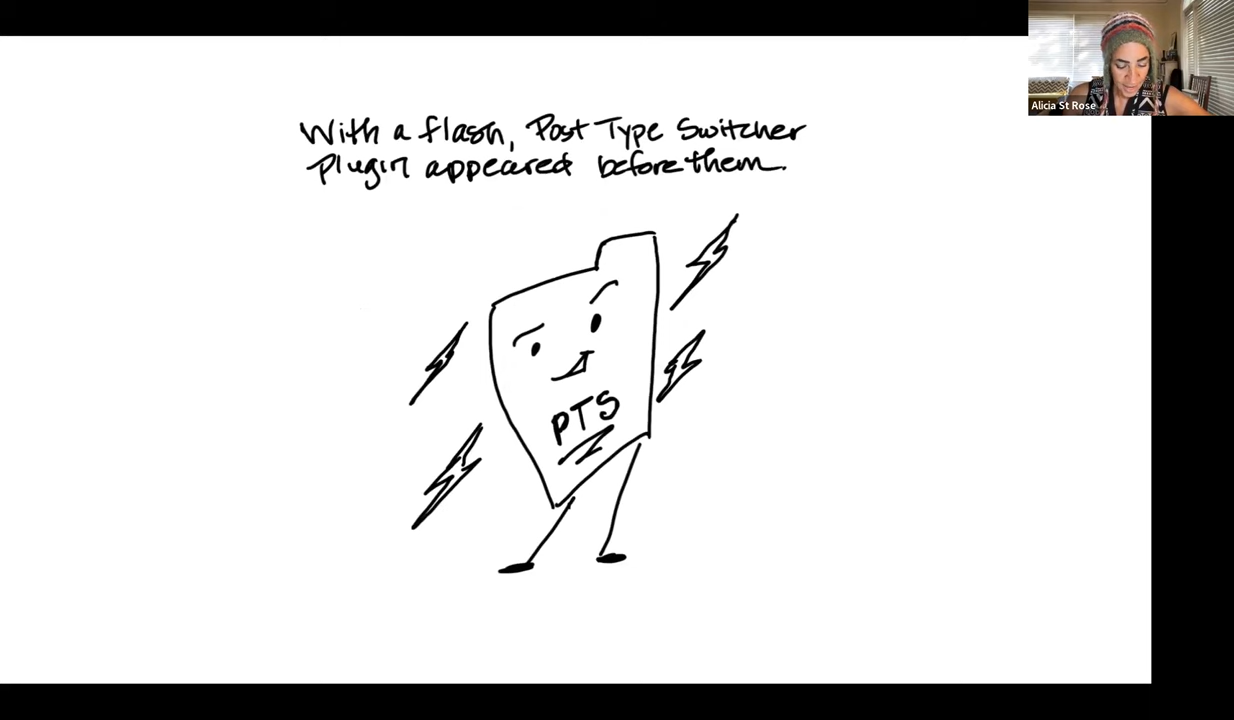 With a flash, Post Type Switcher
Plugin appeared before them.
PTS
Alicia St Rose